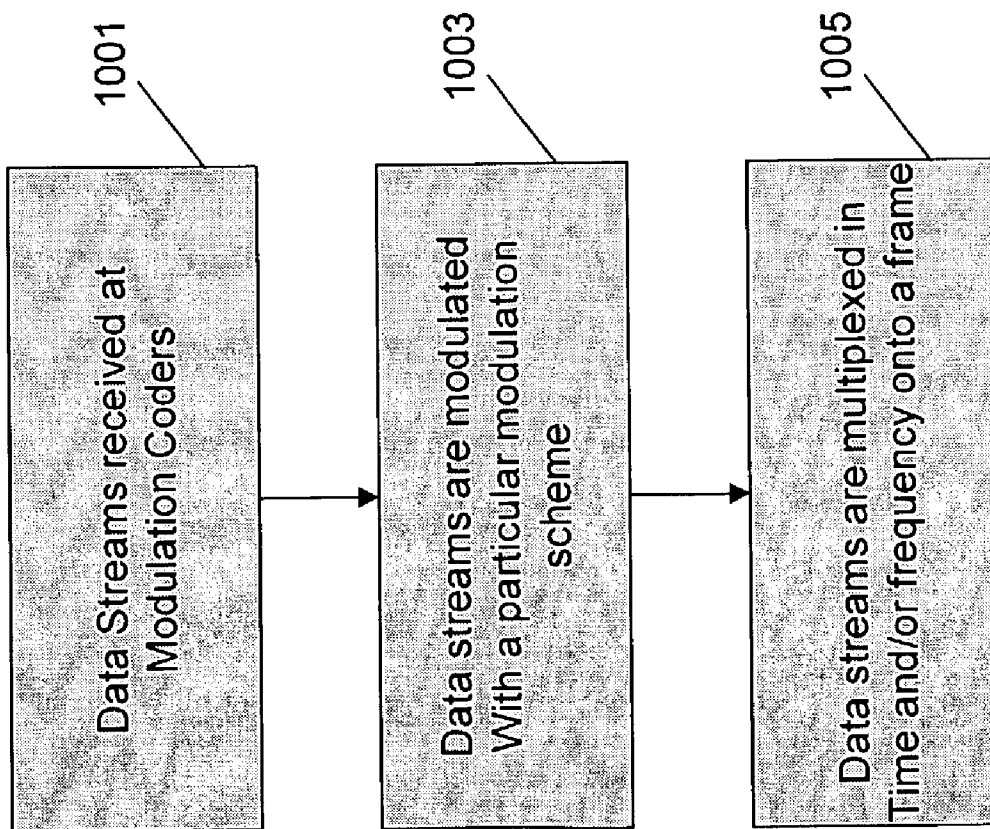 Data Streams received at
Modulation Coders
1001
Data streams are modulated
With a particular modulation
scheme
1003
Data streams are multiplexed in
Time and/or frequency onto a frame
1005